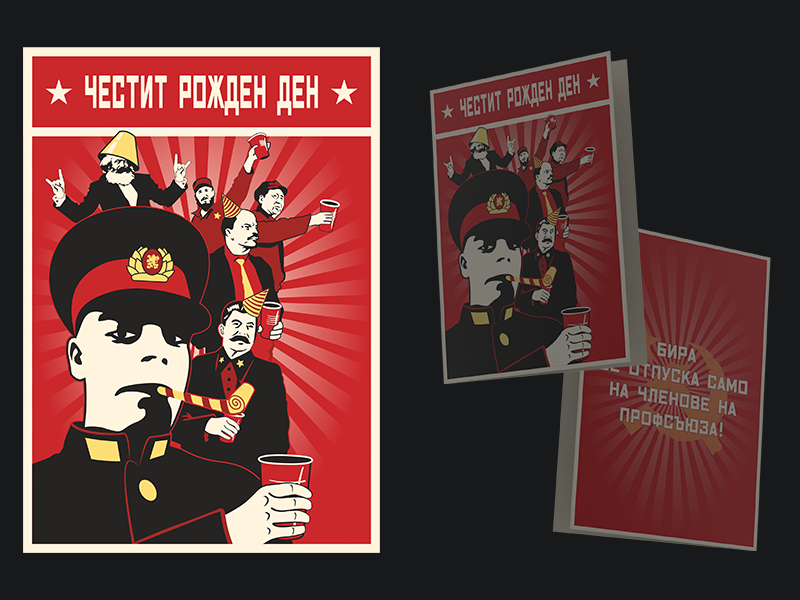 ЧЕСТИТ РОЖДЕН ДЕН
ЧЕСТИТ РОЖДЕН ДЕН
БИРА
ОТПУСКА САМО
НА ЧЛЕНОВЕ НА
ПРОФСЪЮЗА!